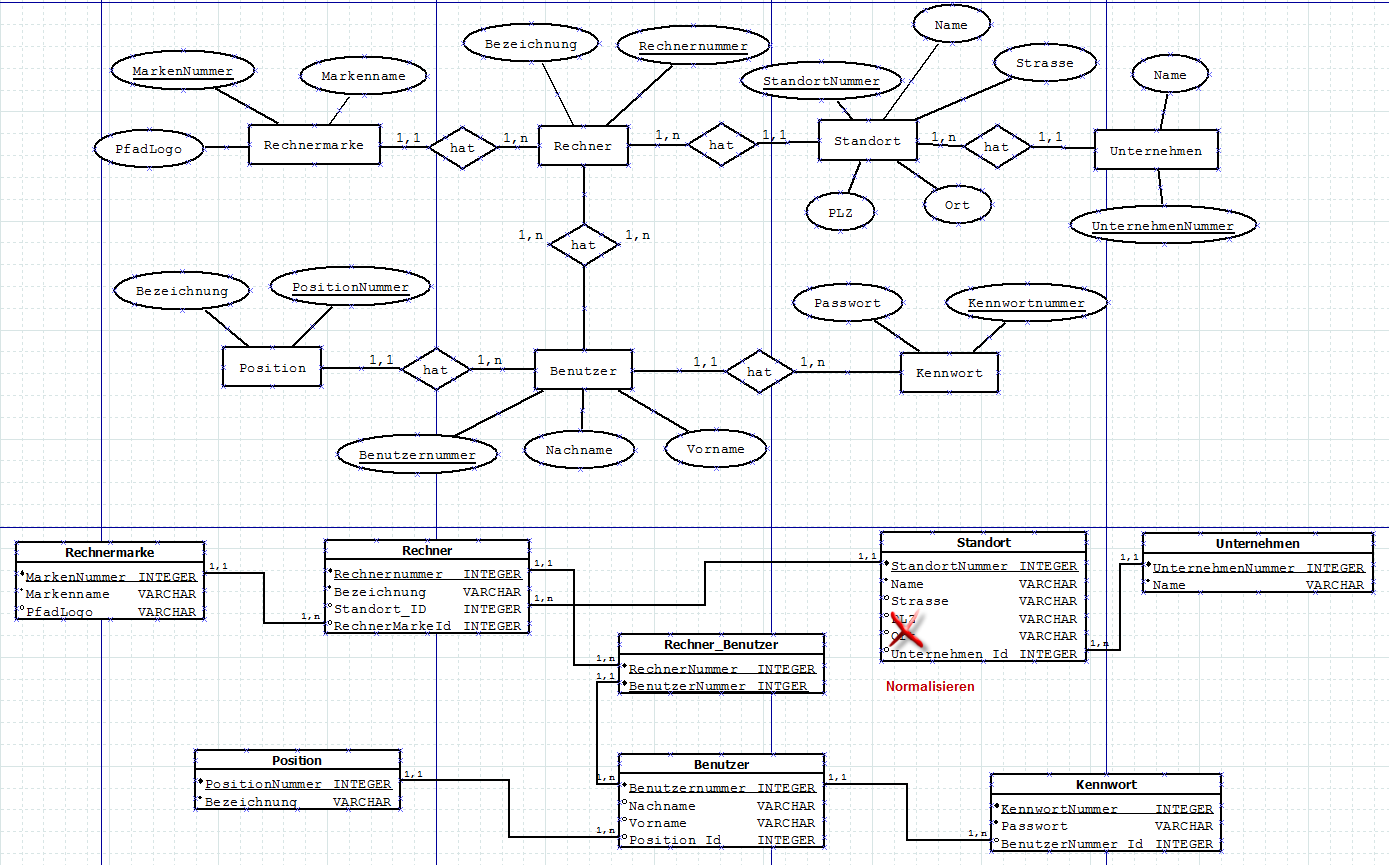 Name
Bezeichnung
Rechnernummer
Strasse
MarkenNummer
Markenname
StandortNummer
Name
PfadLogo
Rechnermarke
1,1
hat
1,n
Rechner
1,n
hat
1,1
Standort
1,n
hat
1,1
Unternehmen
PLZ
Ort
UnternehmenNummer
1,n
hat
1,n
Bezeichnung
PositionNummer
Passwort
Kennwortnummer
Position
1,1
hat
1,n
Benutzer
1,1
hat
1,n
Kennwort
Benutzernummer
Nachname
Vorname
Rechnermarke
MarkenNummer INTEGER
Markenname VARCHAR
PfadLogo VARCHAR
1,1
1,n
Rechner
Rechnernummer INTEGER
Bezeichnung VARCHAR
Standort_ID INTEGER
RechnerMarkeId INTEGER
1,1
1,n
1,1
Standort
StandortNummer INTEGER
Name VARCHAR
Strasse VARCHAR
VARCHAR
VARCHAR
Unternehmen_Id INTEGER
1,n
1,1
Unternehmen
UnternehmenNummer INTEGER
Name VARCHAR
Normalisieren
1,n
1,1
Rechner_Benutzer
RechnerNummer INTEGER
BenutzerNummer INTGER
Position
PositionNummer INTEGER
Bezeichnung VARCHAR
1,1
1,n
1,n
Benutzer
Benutzernummer INTEGER
Nachname VARCHAR
Vorname VARCHAR
Position_Id INTEGER
1,1
1,n
Kennwort
KennwortNummer INTEGER
Passwort VARCHAR
BenutzerNummer_Id INTEGER